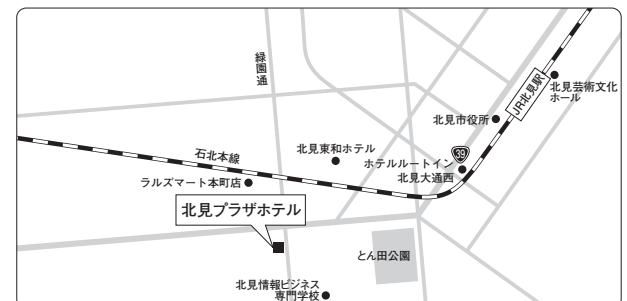 緑園通
JR北見駅
北見芸術文化
ホール
北見市役所
39
石北本線
北見東和ホテル
ホテルルートイン
北見大通西
ラルズマート本町店
北見プラザホテル
とん田公園
北見情報ビジネス
専門学校